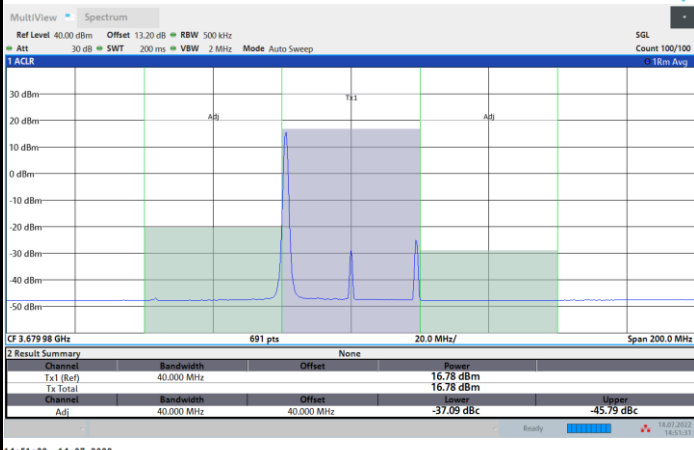 MultiView Spectrum
Ref Level 40.00 dBm Offset 13.20 dB RBW 500 kHz SGL
Att 30 dB SWT 200 ms VBW 2 MHz Mode Auto Sweep Count 100/100
1 ACLR 1Rm Avg
30 dBm
Tx1
20 dBm
Adj Adj
10 dBm
0 dBm
-10 dBm
-20 dBm
-30 dBm
-40 dBm
-50 dBm
CF 3.67998 GHz 691 pts 20.0 MHz/ Span 200.0 MHz
2 Result Summary None
Channel Bandwidth Offset Power
Tx1 (Ref) 40.000 MHz 16.78 dBm
Tx Total 16.78 dBm
Channel Bandwidth Offset Lower Upper
Adj 40.000 MHz 40.000 MHz -37.09 dBc -45.79 dBc
Ready 14.07.2022
14:51:31